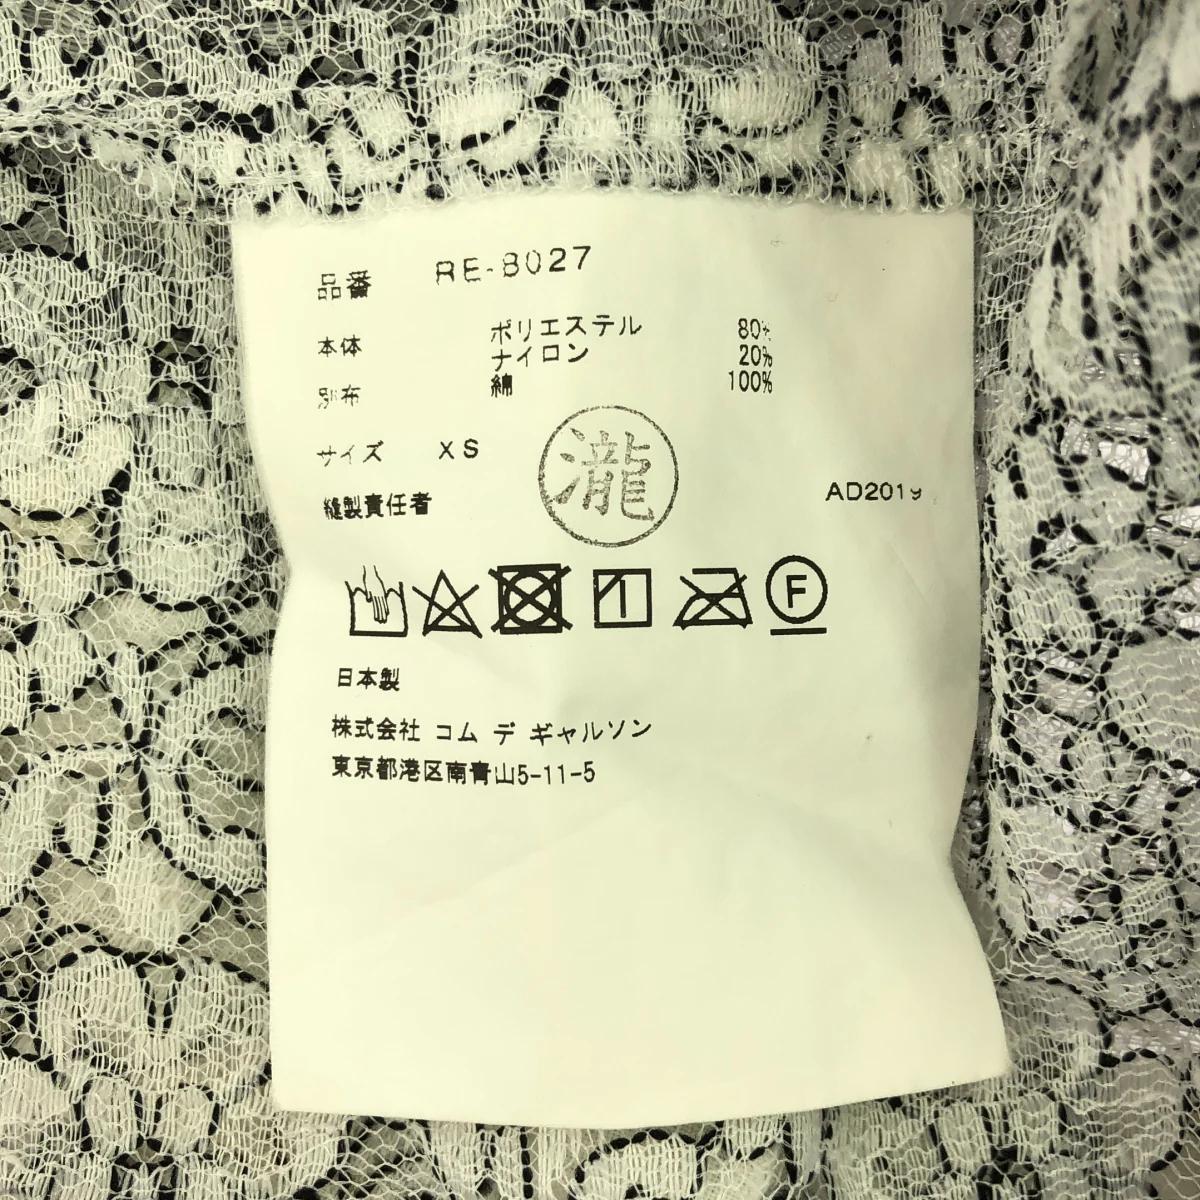 品番 RE-8027
本体 ポリエステル 80%
ナイロン 20%
別布 綿 100%
サイズ XS
縫製責任者 瀧 AD2019
F
日本製
株式会社 コム デ ギャルソン
東京都港区南青山5-11-5